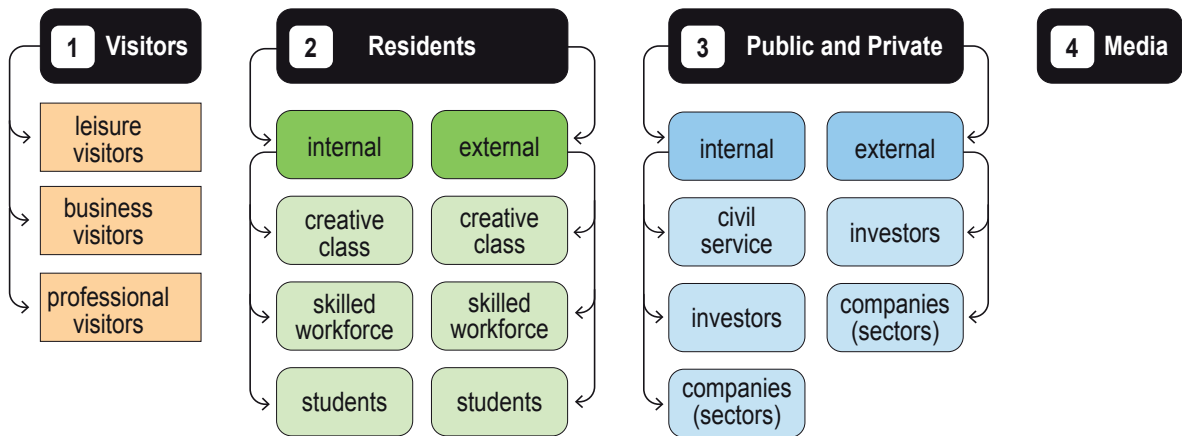 1 Visitors
leisure
visitors
business
visitors
professional
visitors
2 Residents
internal
creative
class
skilled
workforce
students
external
creative
class
skilled
workforce
students
3 Public and Private
internal
civil
service
investors
companies
(sectors)
external
investors
companies
(sectors)
4 Media